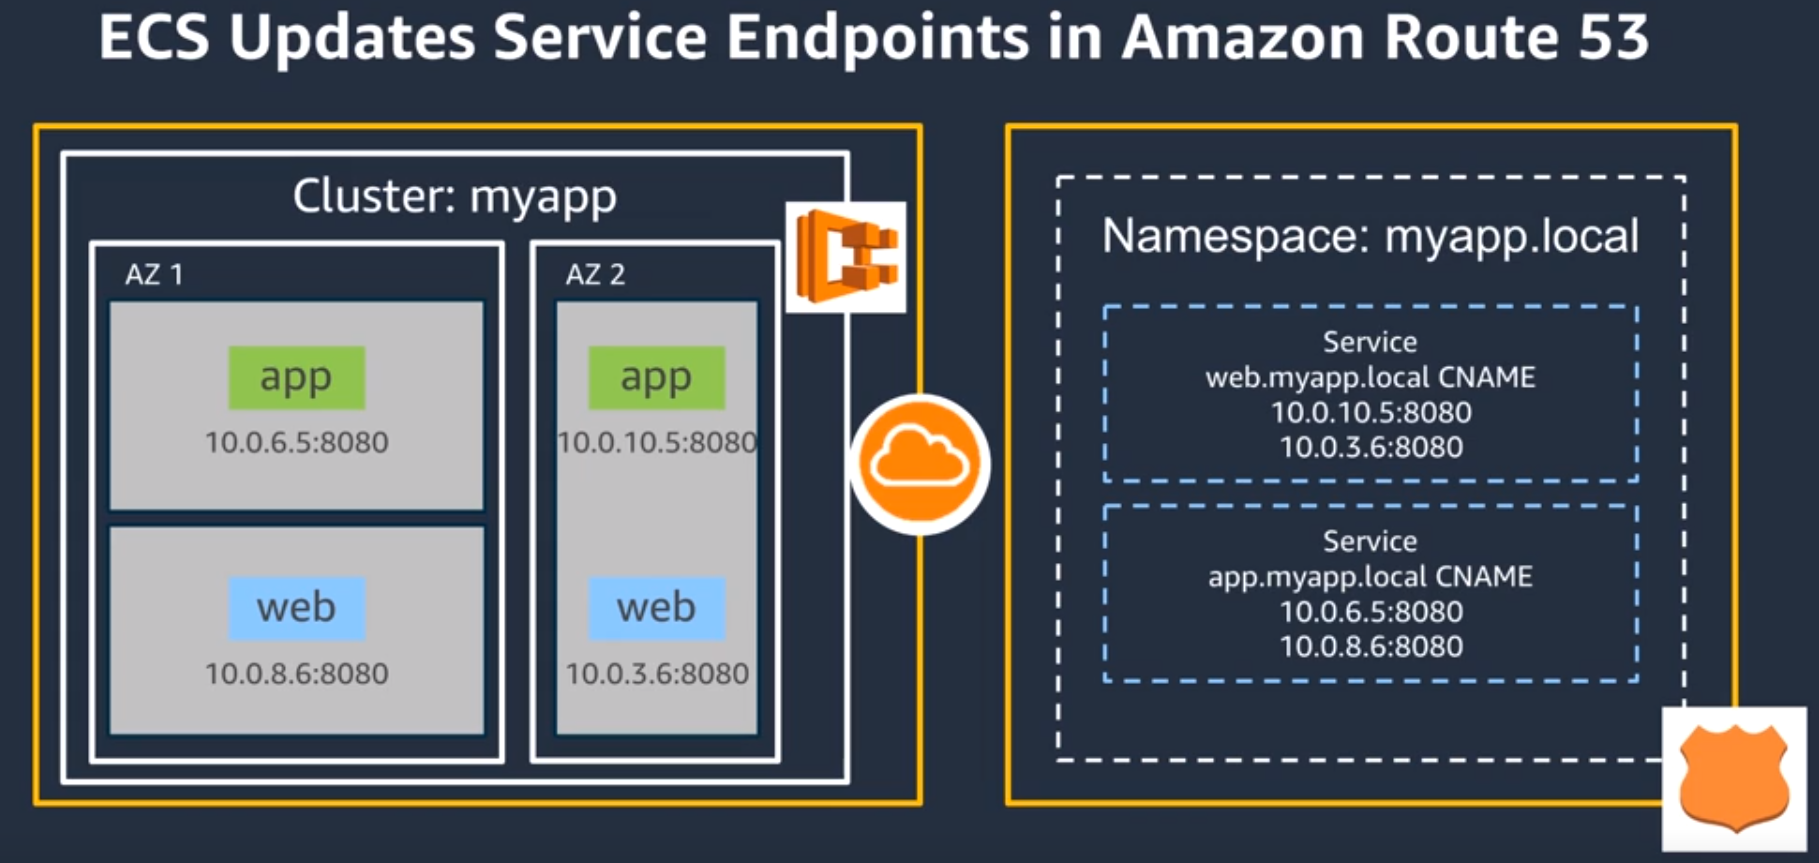 ECS Updates Service Endpoints in Amazon Route 53
Cluster: myapp
AZ 1
app
10.0.6.5:8080
web
10.0.8.6:8080
AZ 2
app
10.0.10.5:8080
web
10.0.3.6:8080
Namespace: myapp.local
Service
web.myapp.local CNAME
10.0.10.5:8080
10.0.3.6:8080
Service
app.myapp.local CNAME
10.0.6.5:8080
10.0.8.6:8080